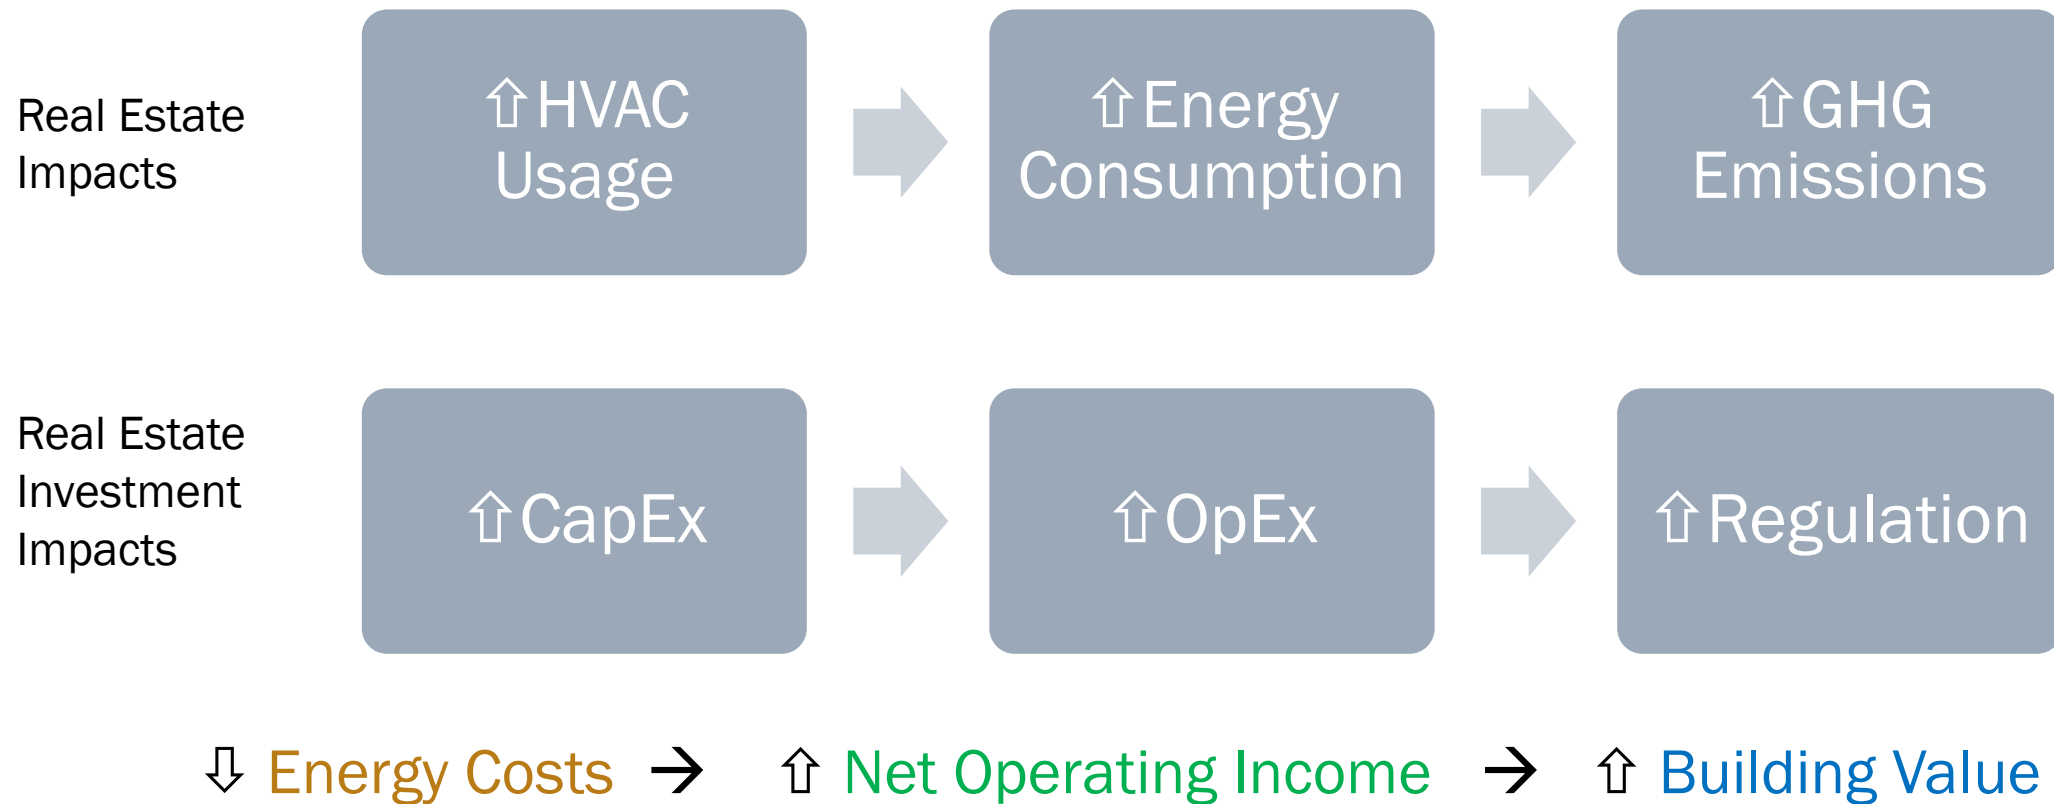 Real Estate
Impacts
⇧HVAC
Usage
⇧Energy
Consumption
⇧GHG
Emissions
Real Estate
Investment
Impacts
⇧CapEx
⇧OpEx
⇧Regulation
⇩ Energy Costs → ⇧ Net Operating Income → ⇧ Building Value